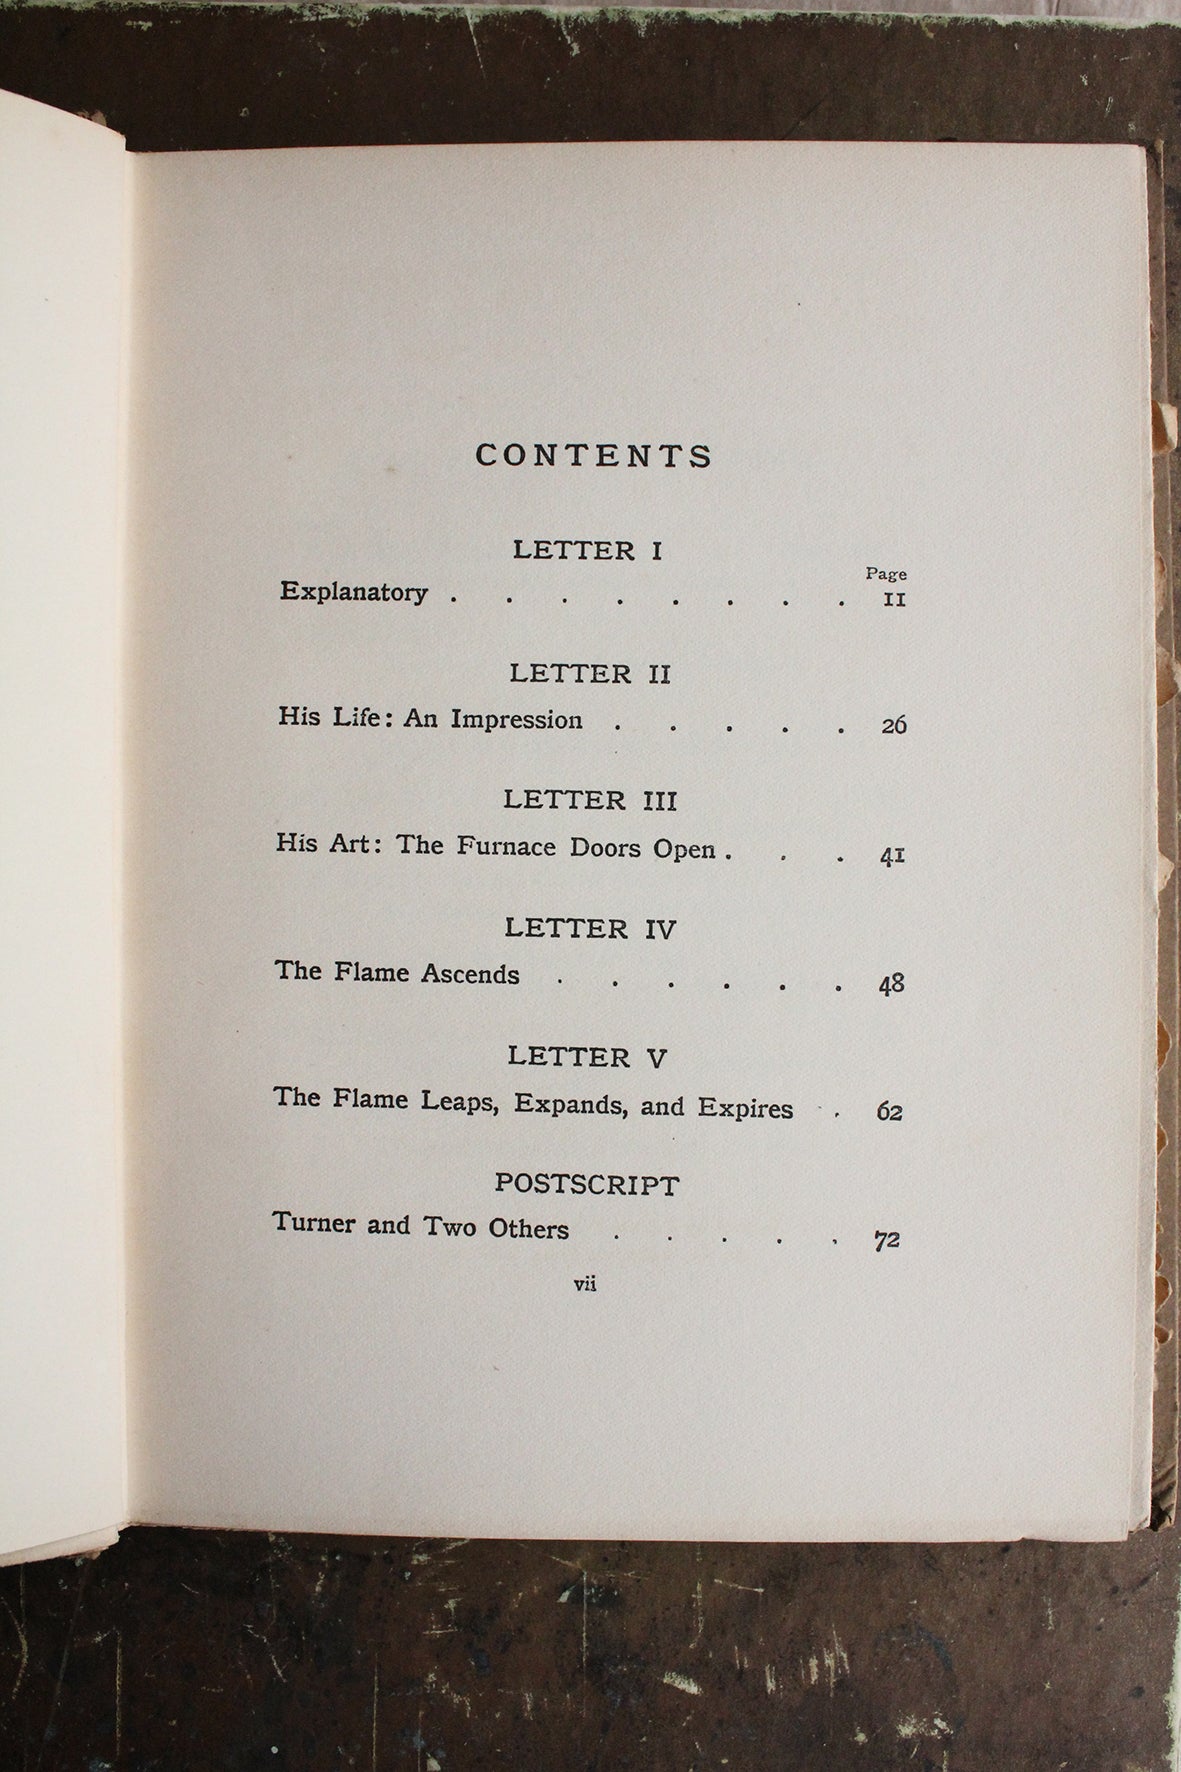 CONTENTS
LETTER I
Page
Explanatory . . . . . . . . 11
LETTER II
His Life: An Impression . . . . . 26
LETTER III
His Art: The Furnace Doors Open . . . 41
LETTER IV
The Flame Ascends . . . . . . 48
LETTER V
The Flame Leaps, Expands, and Expires . . 62
POSTSCRIPT
Turner and Two Others . . . . . 72
vii